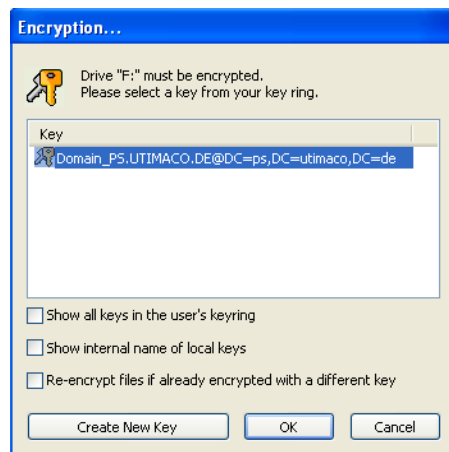 Encryption...
Drive "F:" must be encrypted.
Please select a key from your key ring.
Key
Domain_PS.UTIMACO.DE@DC=ps,DC=utimaco,DC=de
Show all keys in the user's keyring
Show internal name of local keys
Re-encrypt files if already encrypted with a different key
Create New Key OK Cancel